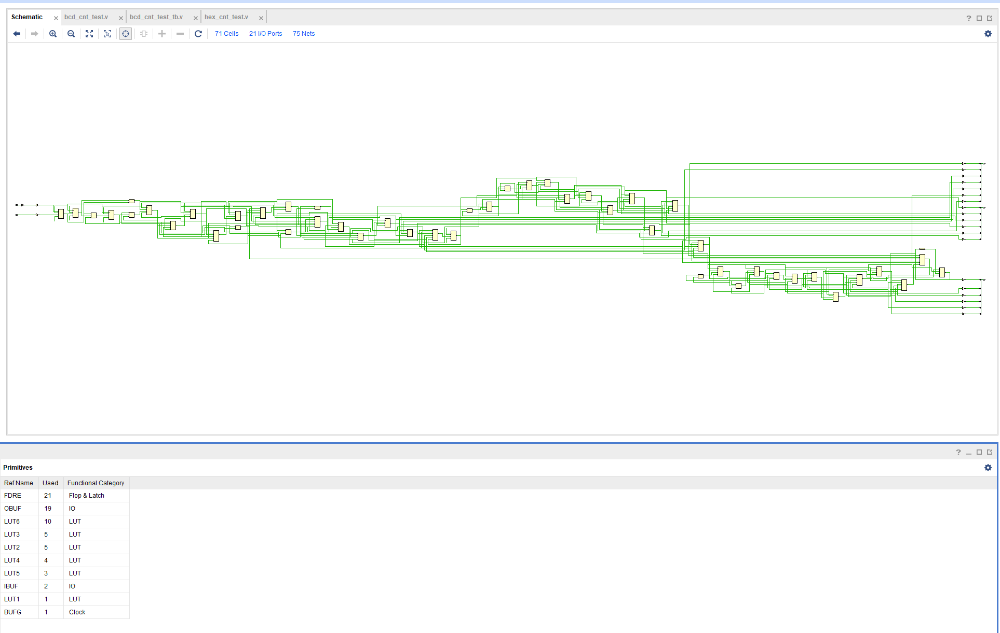 Schematic bcd_cnt_test.v bcd_cnt_test_tb.v hex_cnt_test.v
71 Cells 21 I/O Ports 75 Nets
Primitives
Ref Name Used Functional Category
FDRE 21 Flop & Latch
OBUF 19 IO
LUT6 10 LUT
LUT3 5 LUT
LUT2 5 LUT
LUT4 4 LUT
LUT5 3 LUT
IBUF 2 IO
LUT1 1 LUT
BUFG 1 Clock